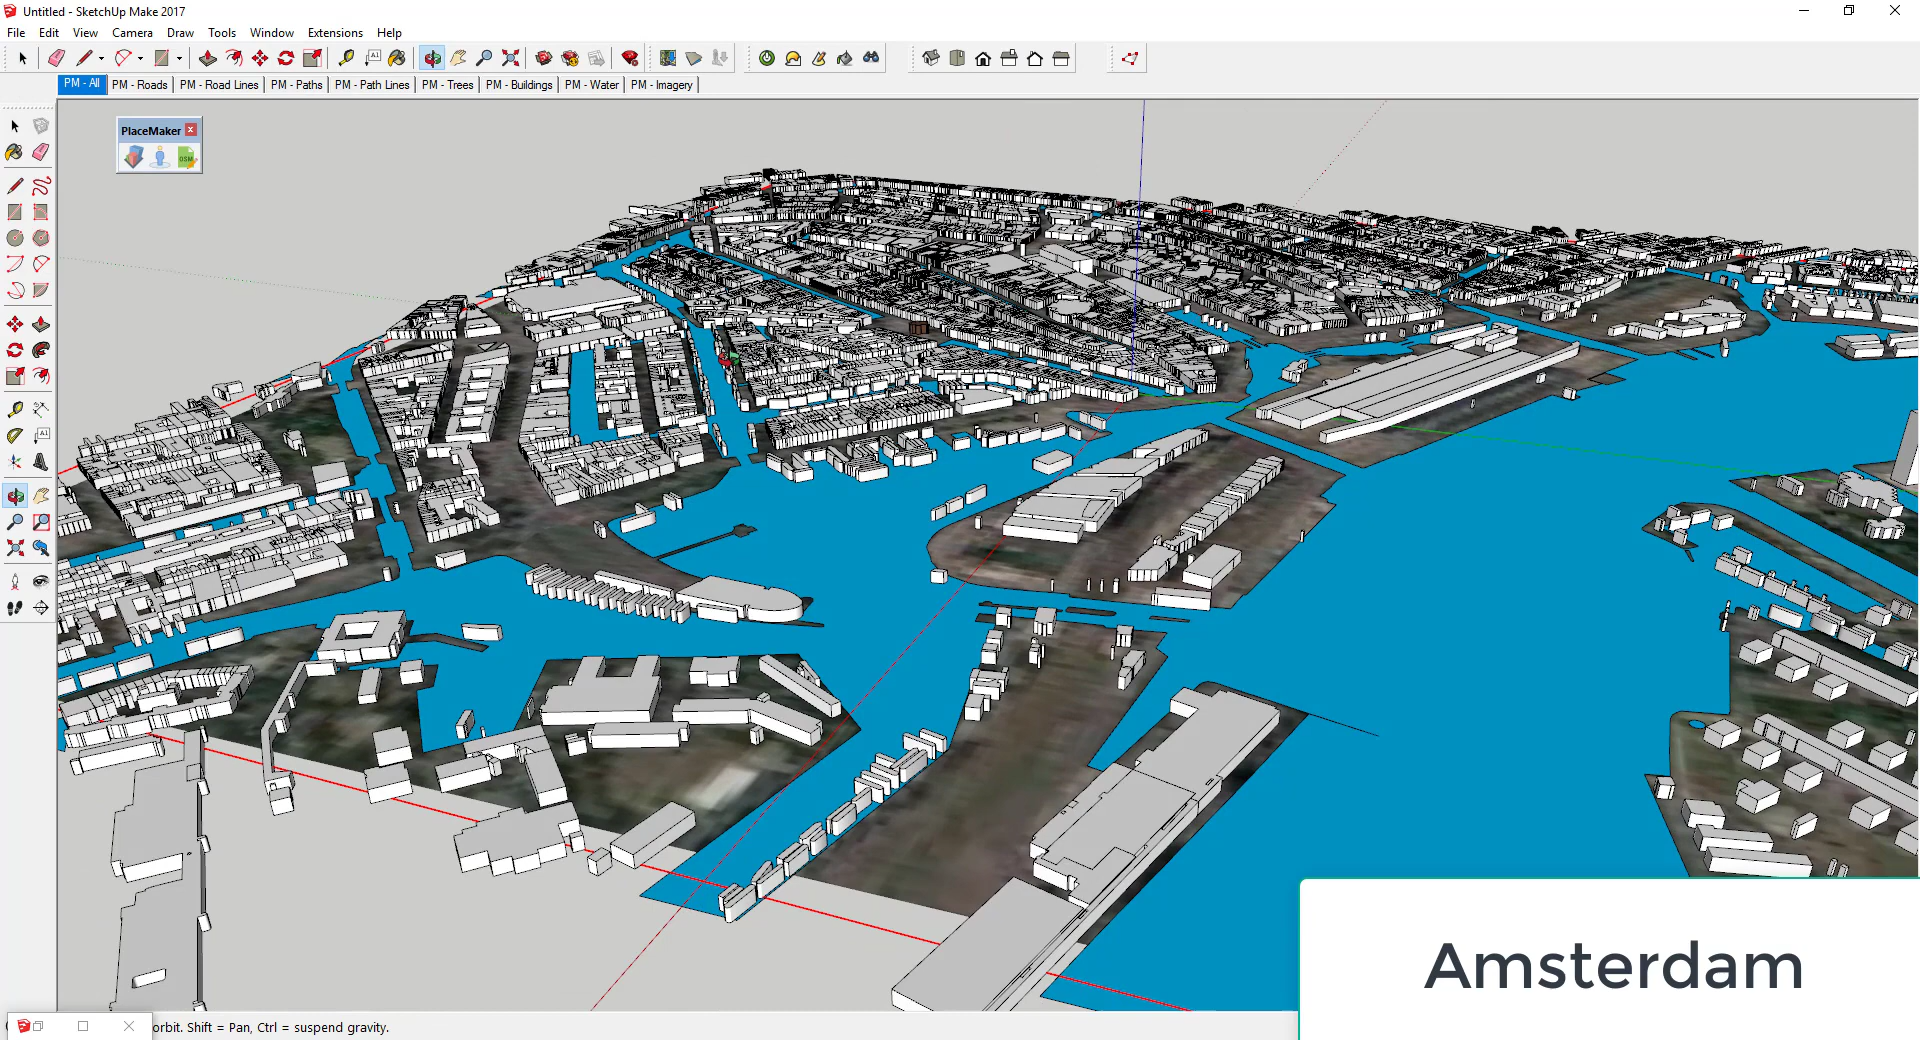 Untitled - SketchUp Make 2017
File Edit View Camera Draw Tools Window Extensions Help
PM - All PM - Roads PM - Road Lines PM - Paths PM - Path Lines PM - Trees PM - Buildings PM - Water PM - Imagery
PlaceMaker
OSM
Amsterdam
orbit. Shift = Pan, Ctrl = suspend gravity.